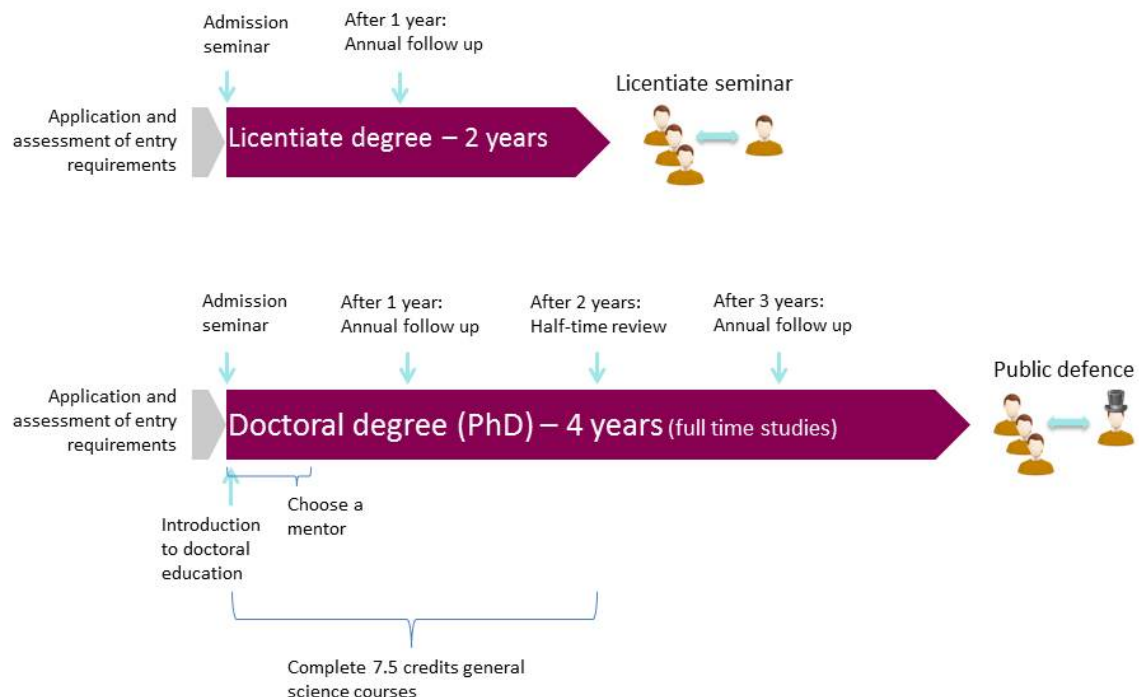 Admission
seminar
After 1 year:
Annual follow up
Licentiate seminar
Application and
assessment of entry
requirements
Licentiate degree – 2 years
Admission
seminar
After 1 year:
Annual follow up
After 2 years:
Half-time review
After 3 years:
Annual follow up
Public defence
Application and
assessment of entry
requirements
Doctoral degree (PhD) – 4 years (full time studies)
Choose a
mentor
Introduction
to doctoral
education
Complete 7.5 credits general
science courses